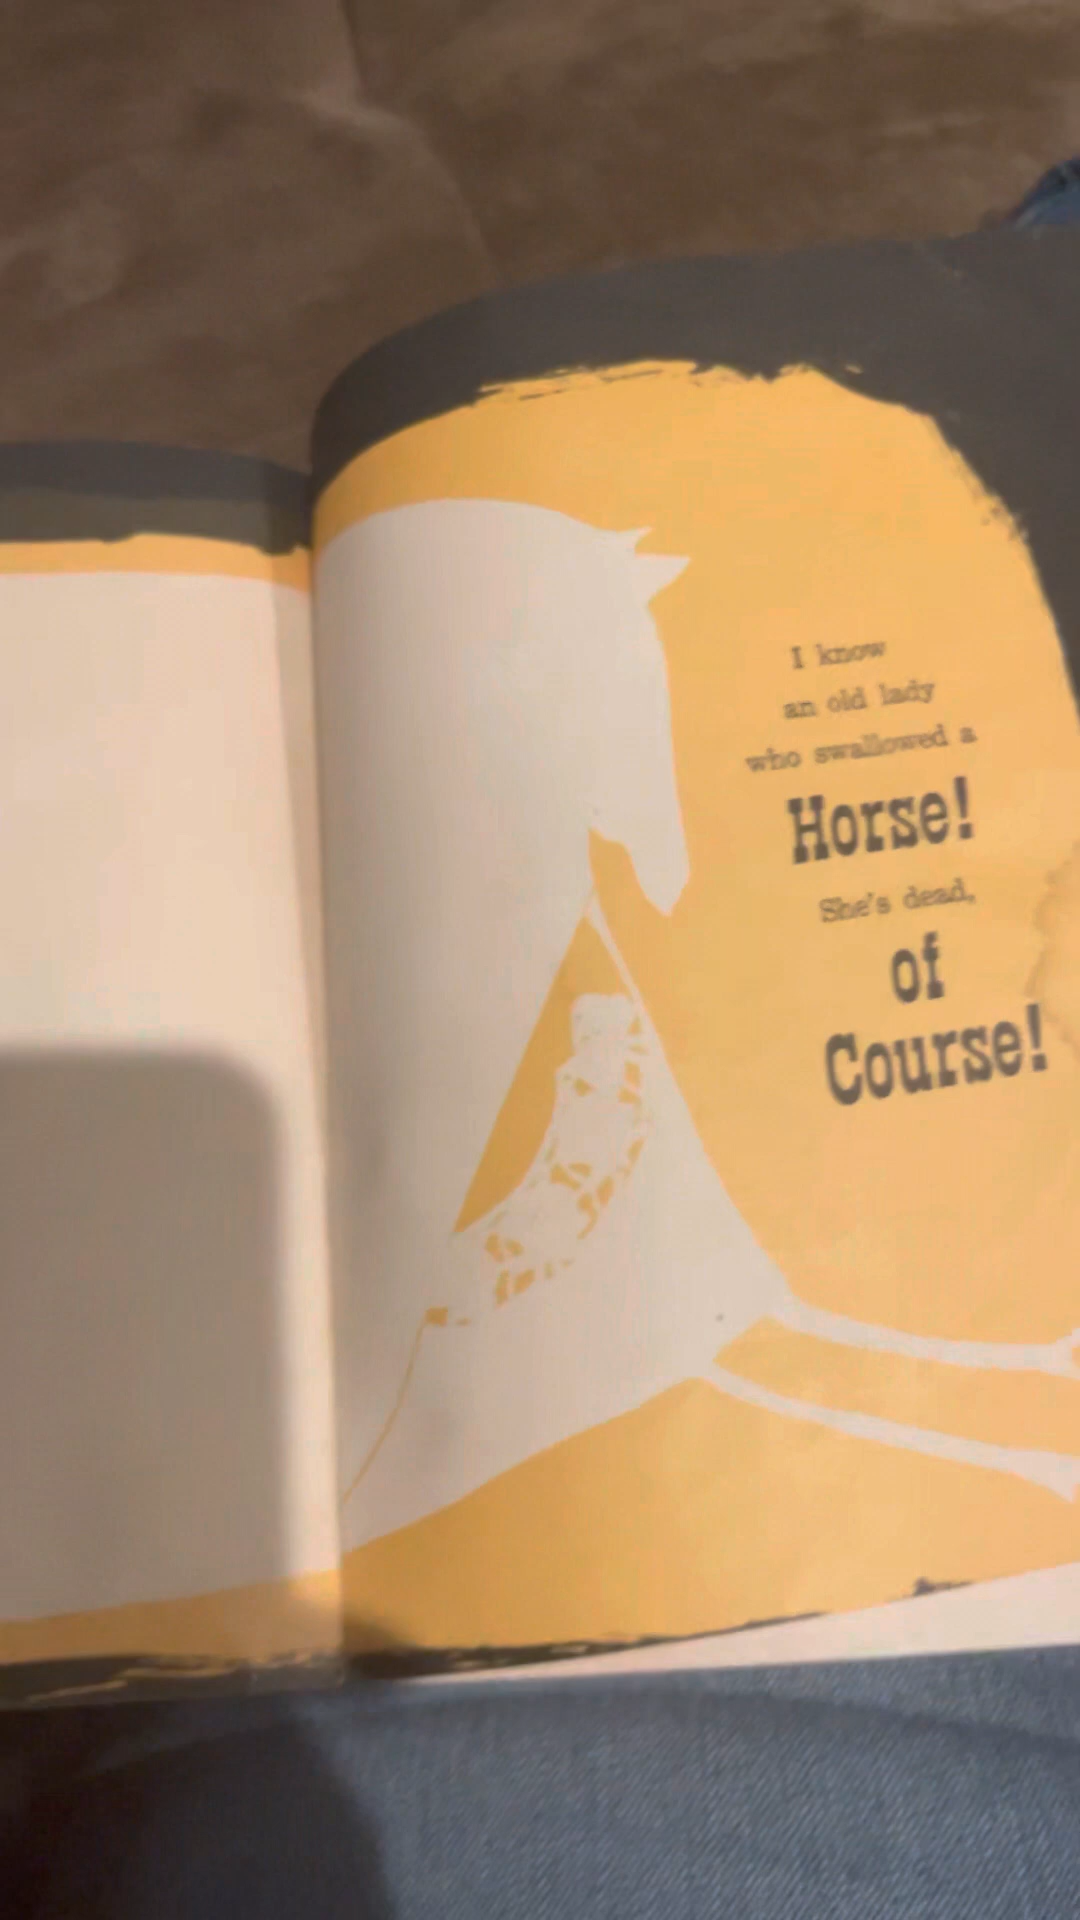 I know
an old lady
who swallowed a
Horse!
She's dead,
of
Course!